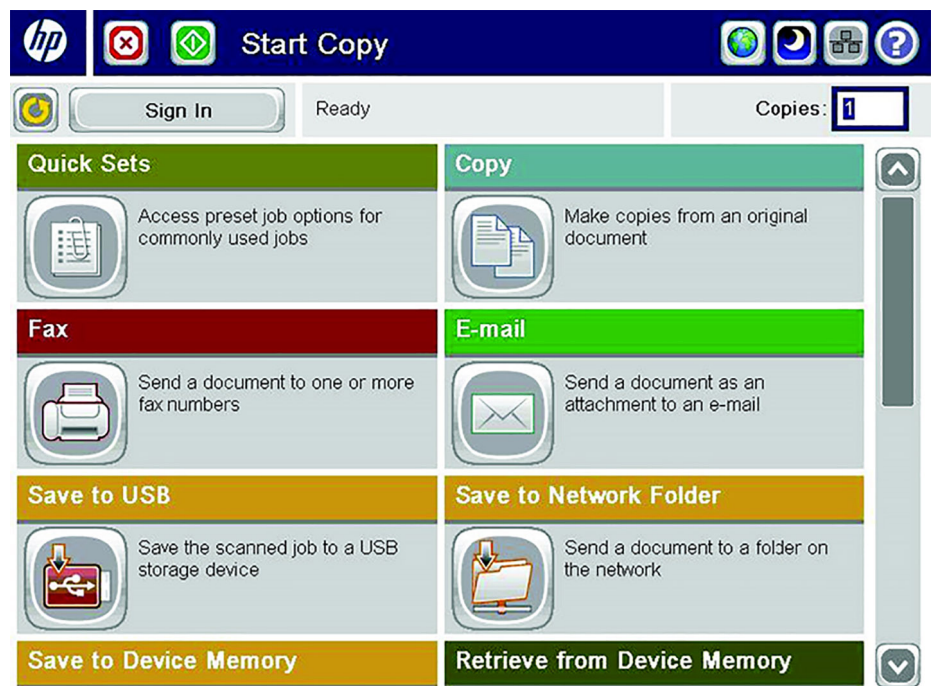 hp
Start Copy
?
Sign In
Ready
Copies: 1
Quick Sets
Copy
Access preset job options for
commonly used jobs
Make copies from an original
document
Fax
E-mail
Send a document to one or more
fax numbers
Send a document as an
attachment to an e-mail
Save to USB
Save to Network Folder
Save the scanned job to a USB
storage device
Send a document to a folder on
the network
Save to Device Memory
Retrieve from Device Memory